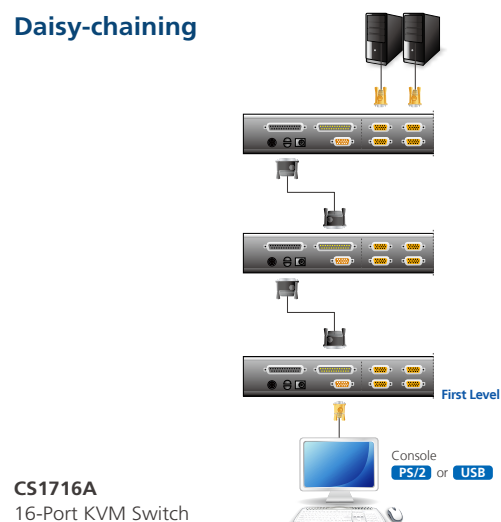 Daisy-chaining
First Level
Console
PS/2 or USB
CS1716A
16-Port KVM Switch